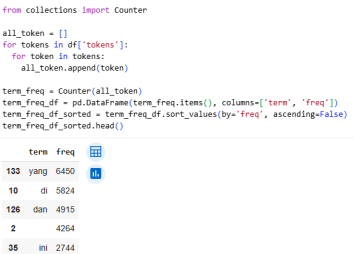 from collections import Counter
all_token = []
for tokens in df['tokens']:
  for token in tokens:
    all_token.append(token)
term_freq = Counter(all_token)
term_freq_df = pd.DataFrame(term_freq.items(), columns=['term', 'freq'])
term_freq_df_sorted = term_freq_df.sort_values(by='freq', ascending=False)
term_freq_df_sorted.head()
term freq
133 yang 6450
10 di 5824
126 dan 4915
2 4264
35 ini 2744